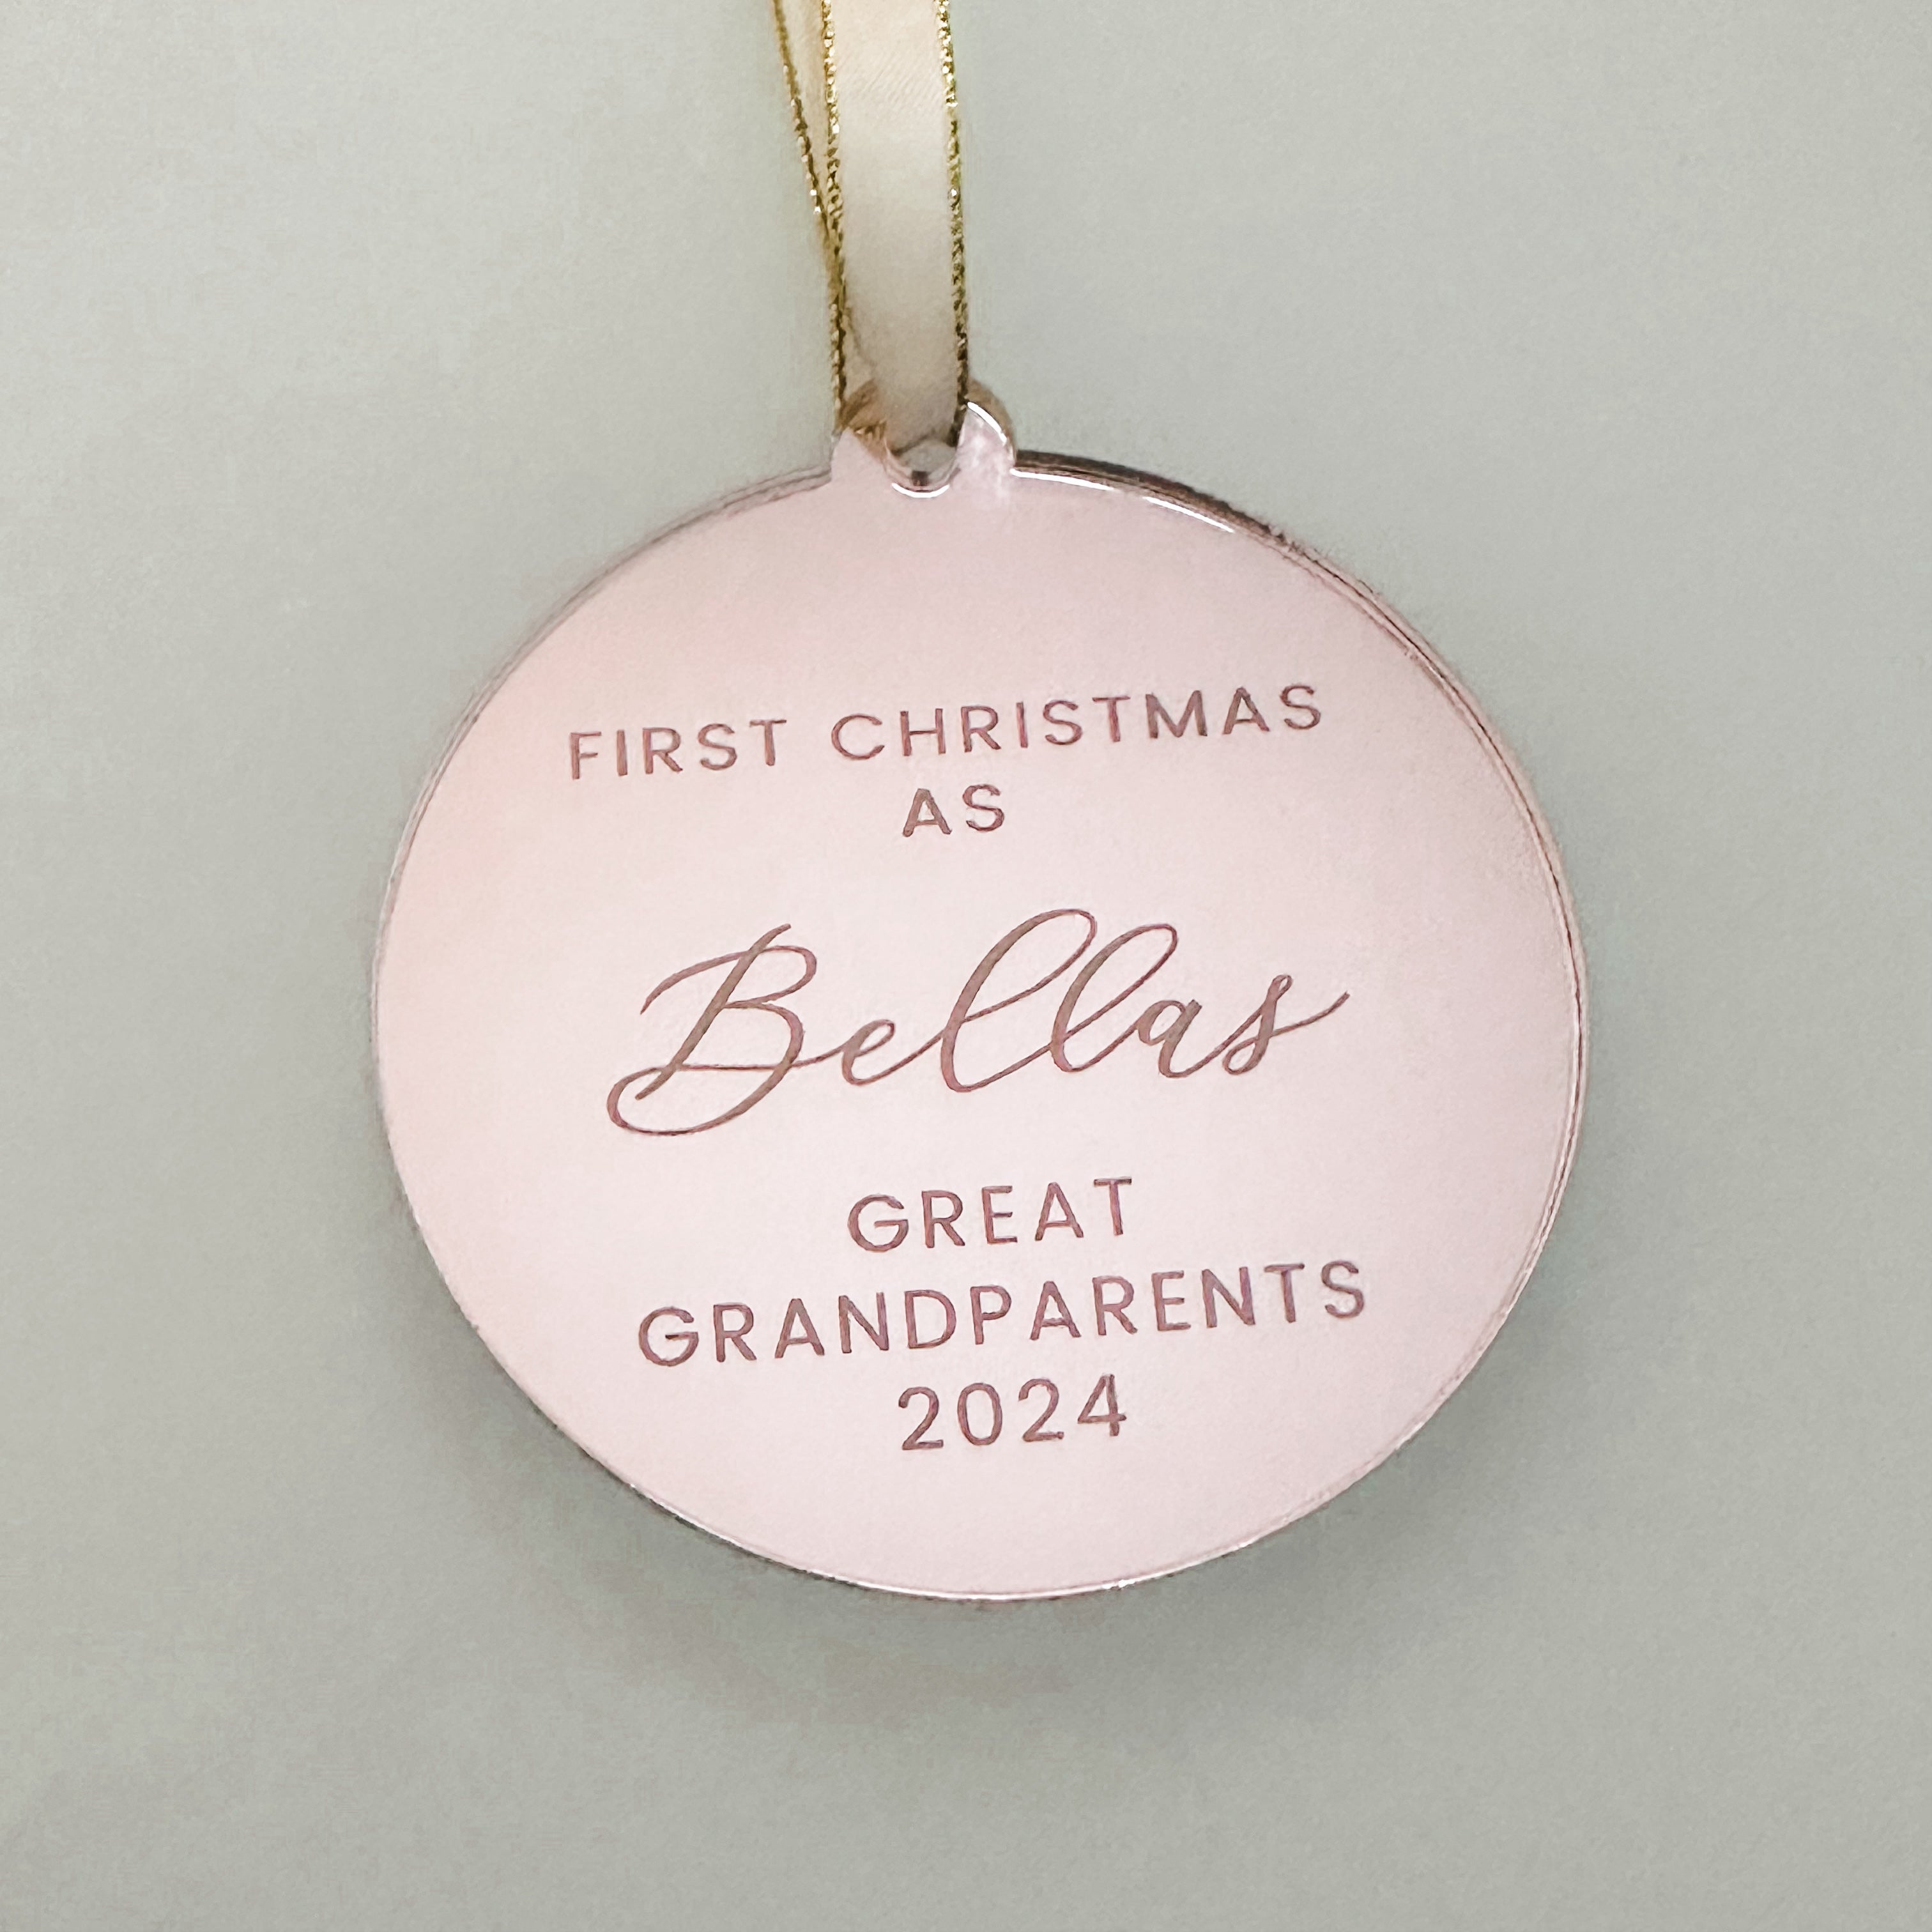 FIRST CHRISTMAS
AS
Bellas
GREAT
GRANDPARENTS
2024